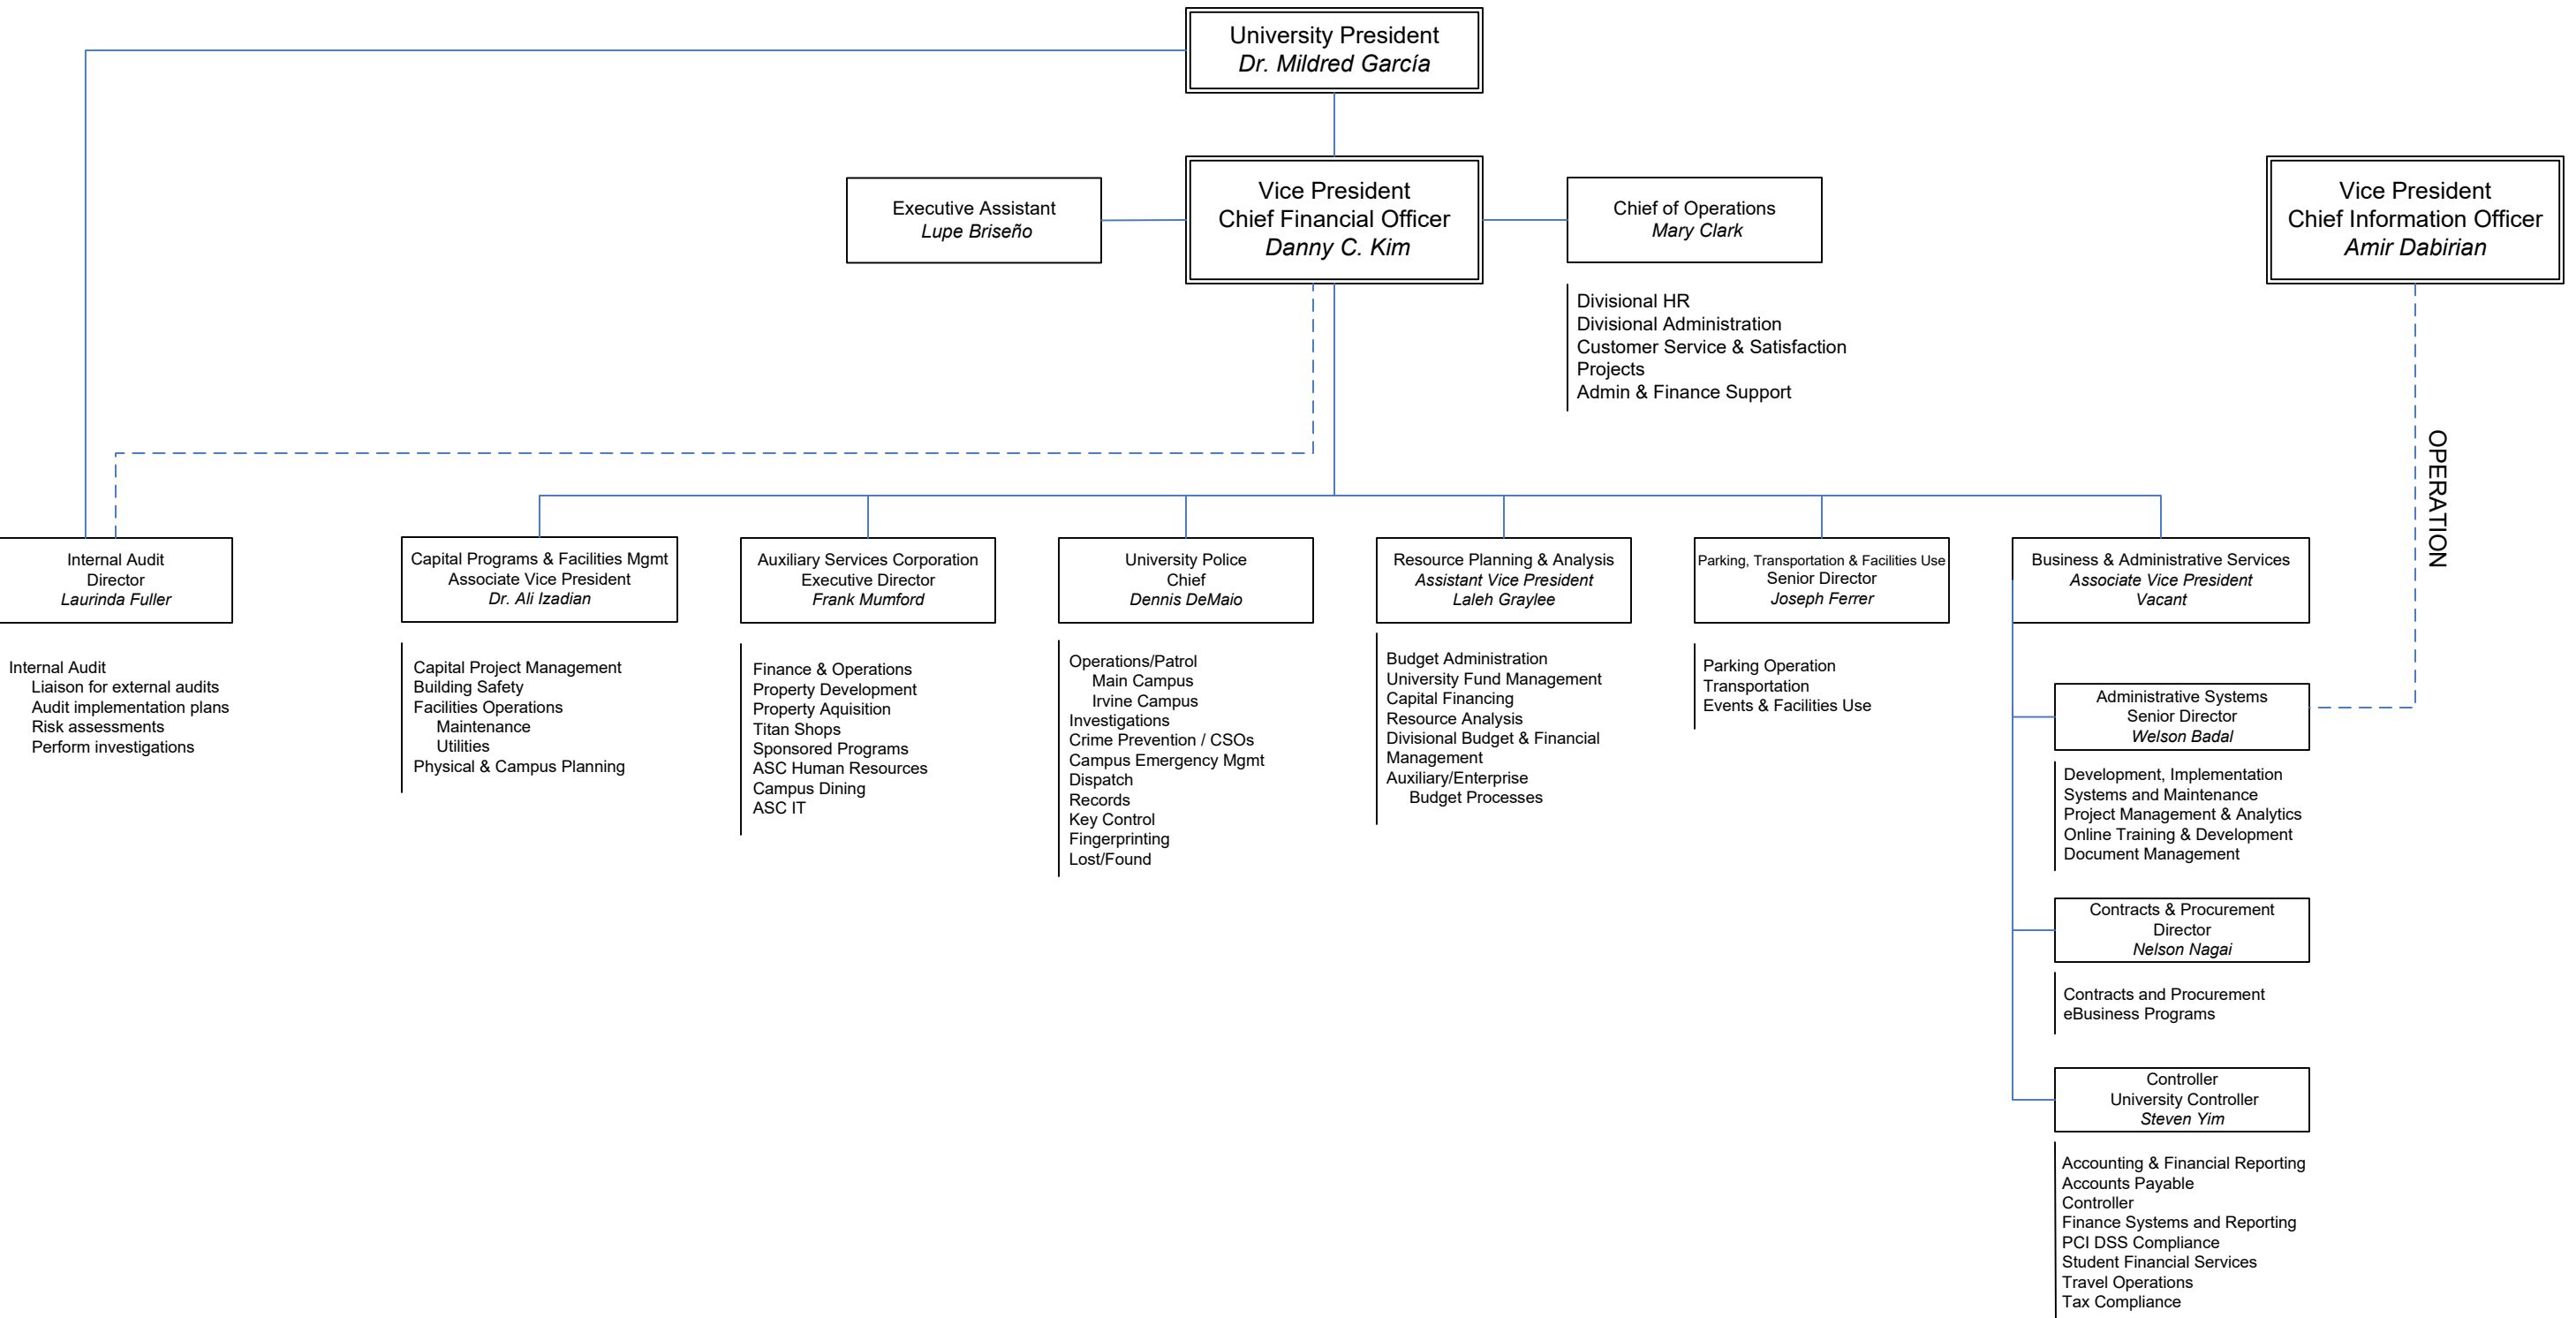 University President
Dr. Mildred García
Executive Assistant
Lupe Briseño
Vice President
Chief Financial Officer
Danny C. Kim
Chief of Operations
Mary Clark
Divisional HR
Divisional Administration
Customer Service & Satisfaction
Projects
Admin & Finance Support
Vice President
Chief Information Officer
Amir Dabirian
OPERATION
Internal Audit
Director
Laurinda Fuller
Internal Audit
Liaison for external audits
Audit implementation plans
Risk assessments
Perform investigations
Capital Programs & Facilities Mgmt
Associate Vice President
Dr. Ali Izadian
Capital Project Management
Building Safety
Facilities Operations
Maintenance
Utilities
Physical & Campus Planning
Auxiliary Services Corporation
Executive Director
Frank Mumford
Finance & Operations
Property Development
Property Aquisition
Titan Shops
Sponsored Programs
ASC Human Resources
Campus Dining
ASC IT
University Police
Chief
Dennis DeMaio
Operations/Patrol
Main Campus
Irvine Campus
Investigations
Crime Prevention / CSOs
Campus Emergency Mgmt
Dispatch
Records
Key Control
Fingerprinting
Lost/Found
Resource Planning & Analysis
Assistant Vice President
Laleh Graylee
Budget Administration
University Fund Management
Capital Financing
Resource Analysis
Divisional Budget & Financial
Management
Auxiliary/Enterprise
Budget Processes
Parking, Transportation & Facilities Use
Senior Director
Joseph Ferrer
Parking Operation
Transportation
Events & Facilities Use
Business & Administrative Services
Associate Vice President
Vacant
Administrative Systems
Senior Director
Welson Badal
Development, Implementation
Systems and Maintenance
Project Management & Analytics
Online Training & Development
Document Management
Contracts & Procurement
Director
Nelson Nagai
Contracts and Procurement
eBusiness Programs
Controller
University Controller
Steven Yim
Accounting & Financial Reporting
Accounts Payable
Controller
Finance Systems and Reporting
PCI DSS Compliance
Student Financial Services
Travel Operations
Tax Compliance